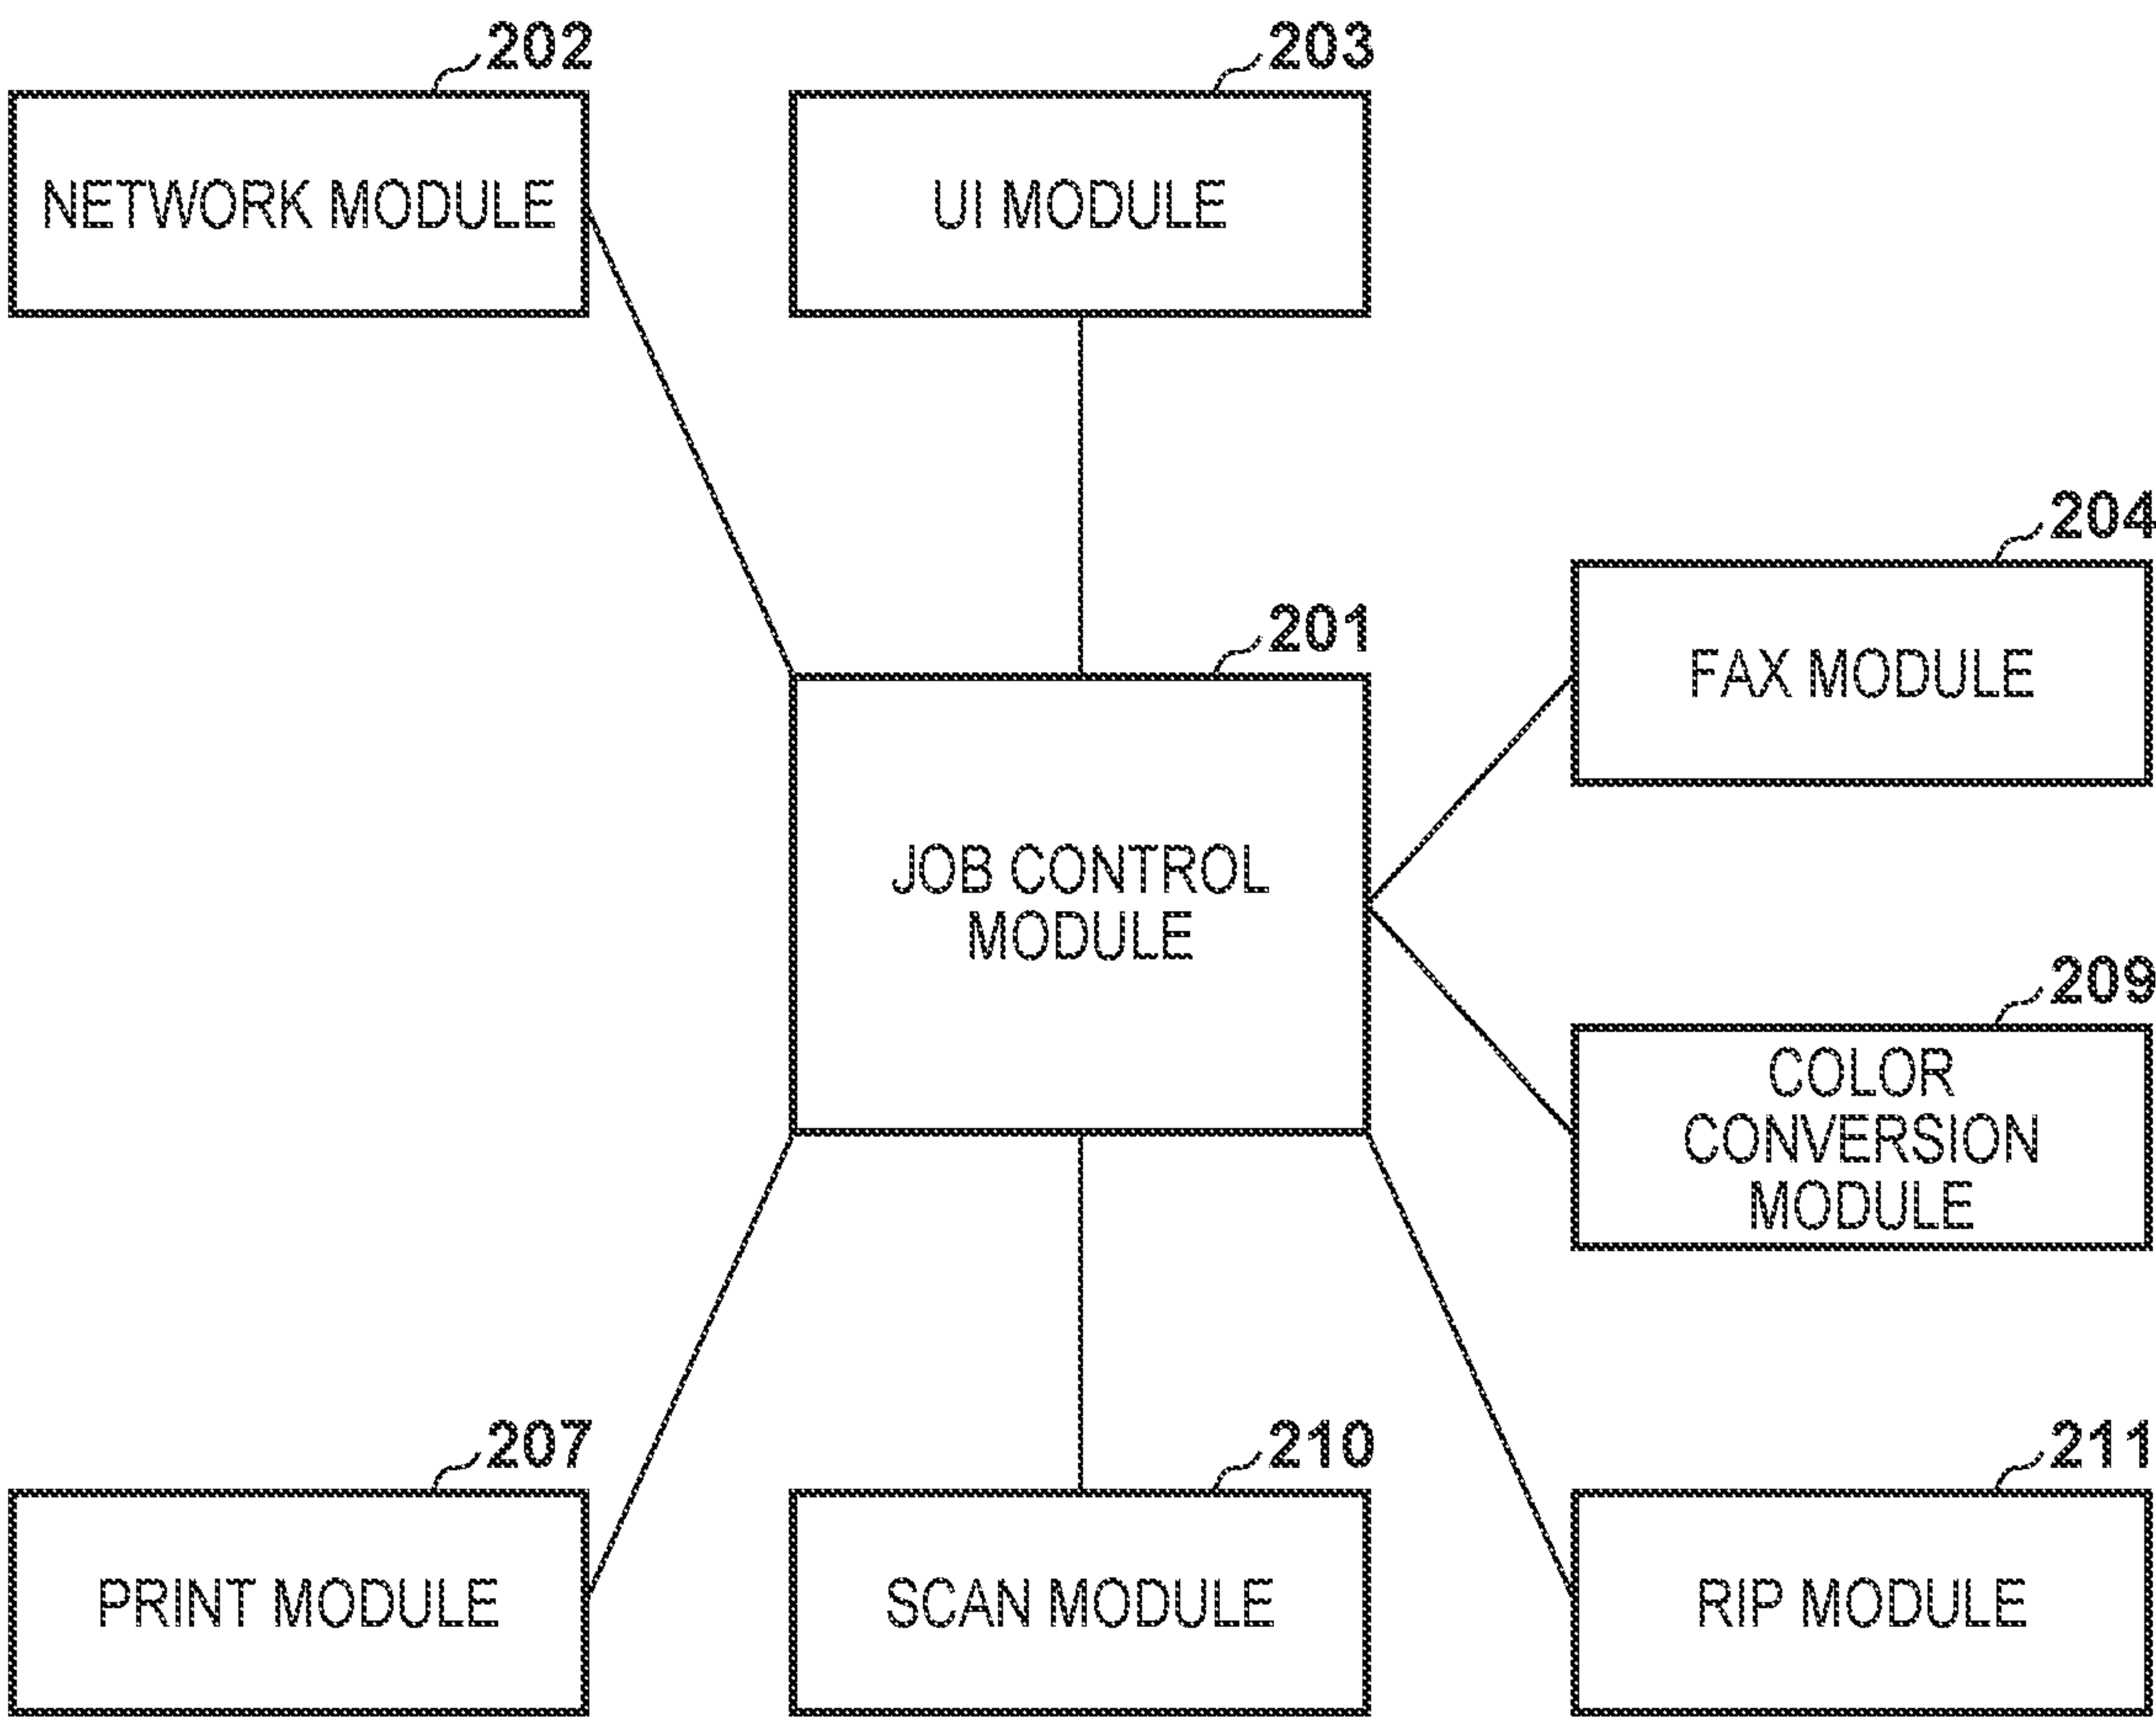 202
NETWORK MODULE
203
UI MODULE
204
FAX MODULE
201
JOB CONTROL
MODULE
209
COLOR
CONVERSION
MODULE
207
PRINT MODULE
210
SCAN MODULE
211
RIP MODULE